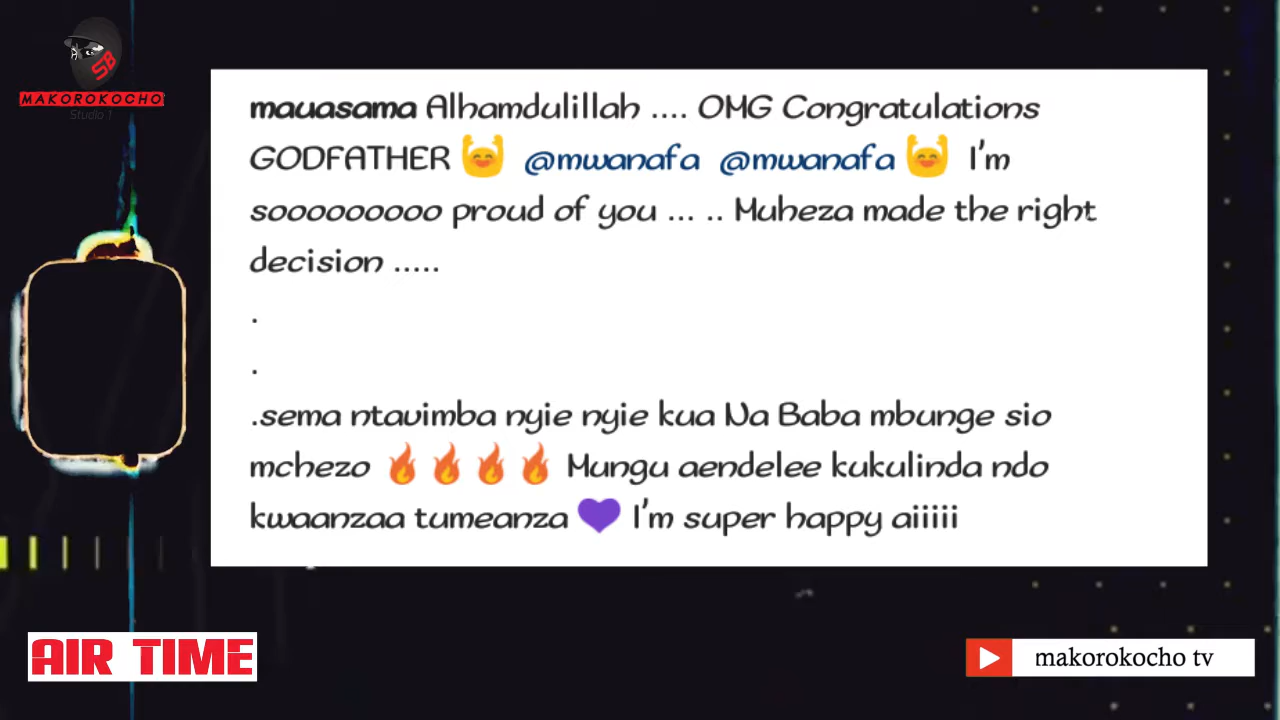 SB
MAKOROKOCHO
Studio 1
mauasama Alhamdulillah .... OMG Congratulations
GODFATHER 🙌 @mwanafa @mwanafa 🙌 I'm
sooooooooo proud of you ... .. Muheza made the right
decision .....
.
.
.sema ntavimba nyie nyie kua Na Baba mbunge sio
mchezo 🔥🔥🔥🔥 Mungu aendelee kukulinda ndo
kwaanzaa tumeanza 💜 I'm super happy aiiiii
AIR TIME
makorokocho tv